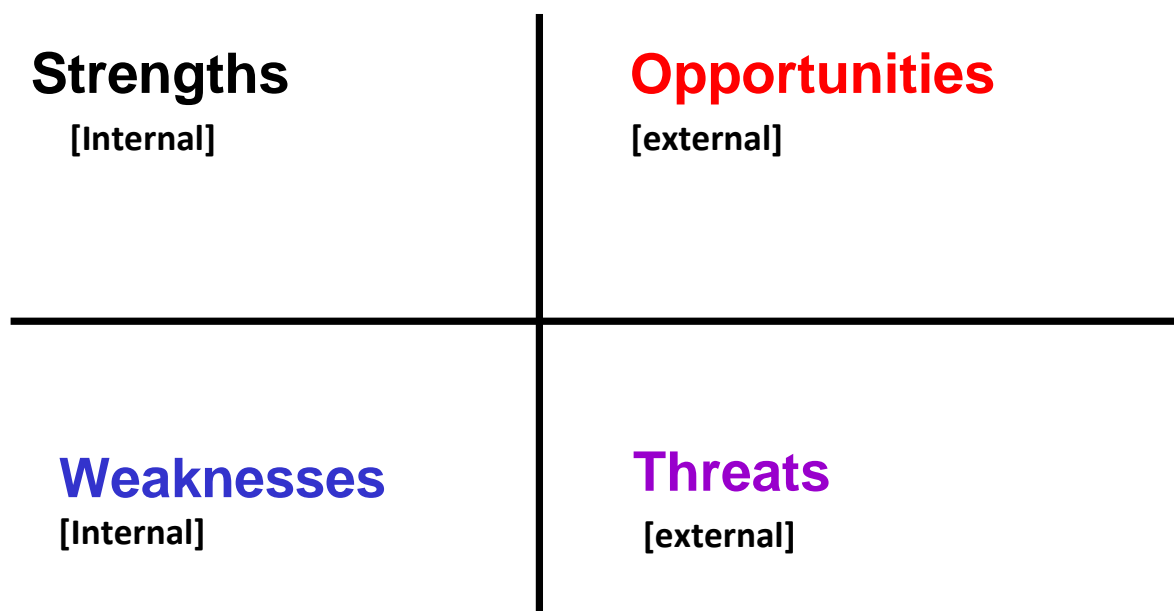 Strengths
[Internal]
Opportunities
[external]
Weaknesses
[Internal]
Threats
[external]